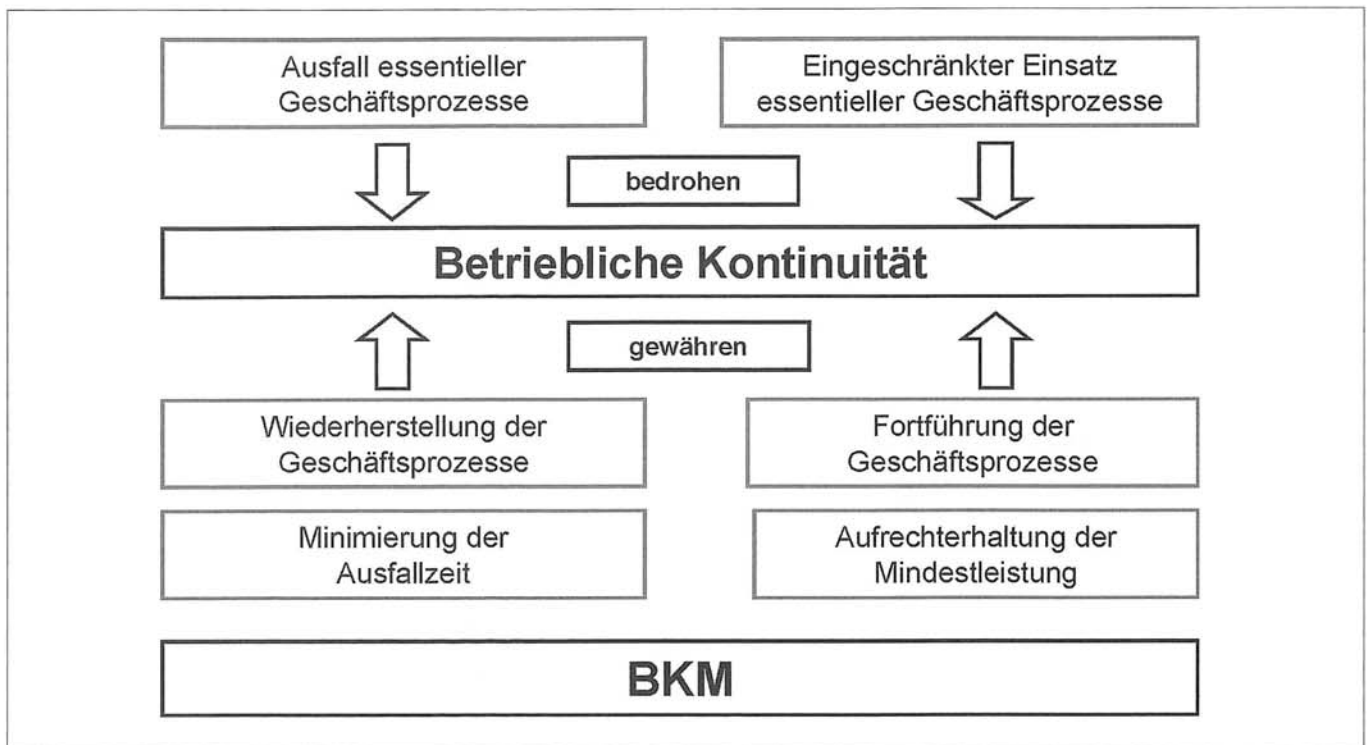 Ausfall essentieller
Geschäftsprozesse
Eingeschränkter Einsatz
essentieller Geschäftsprozesse
bedrohen
Betriebliche Kontinuität
gewähren
Wiederherstellung der
Geschäftsprozesse
Fortführung der
Geschäftsprozesse
Minimierung der
Ausfallzeit
Aufrechterhaltung der
Mindestleistung
BKM